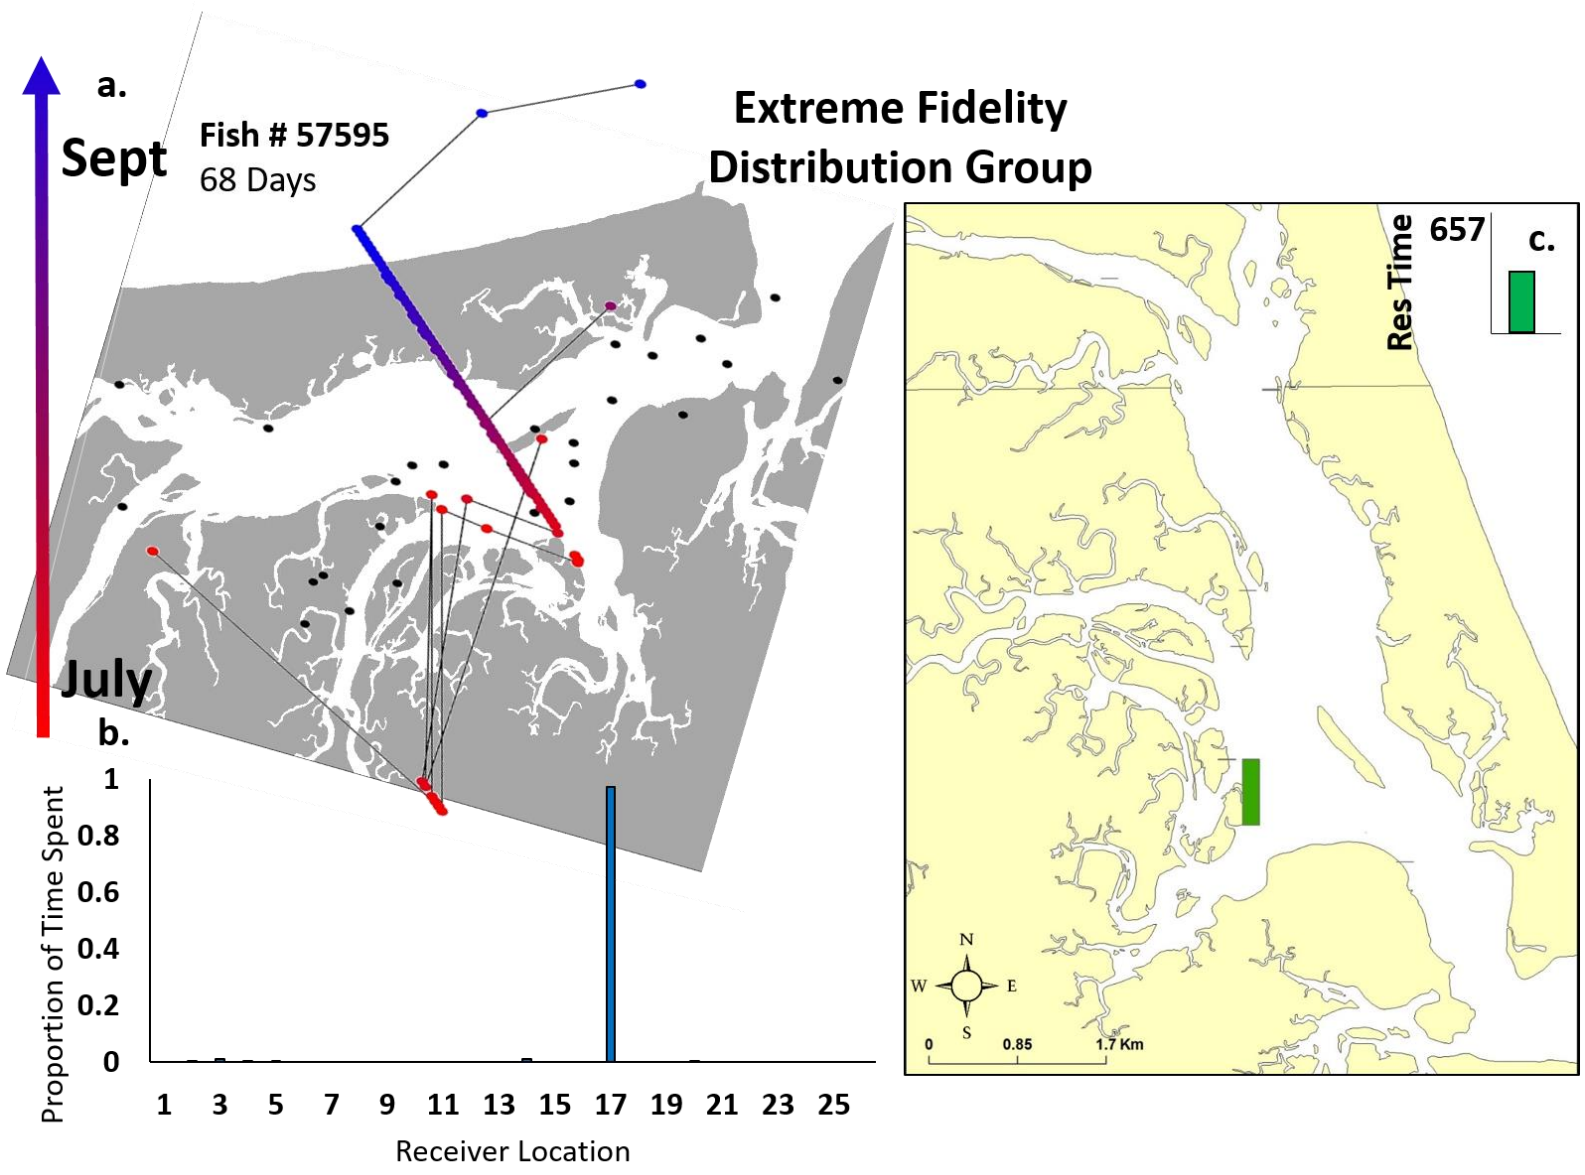 a.
Sept
Fish # 57595
68 Days
Extreme Fidelity
Distribution Group
July
b.
Proportion of Time Spent
1
0.8
0.6
0.4
0.2
0
1 3 5 7 9 11 13 15 17 19 21 23 25
Receiver Location
Res Time
657
c.
N
W E
S
0 0.85 1.7 Km